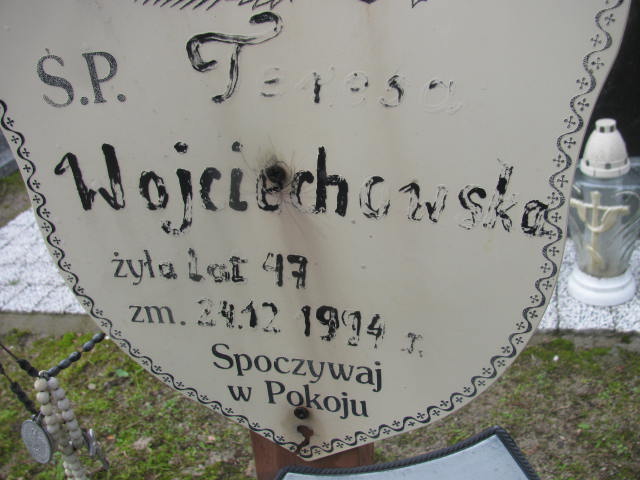 Ś.P. Teresa
Wojciechowska
żyła lat 47
zm. 24.12 1994 r.
Spoczywaj
w Pokoju